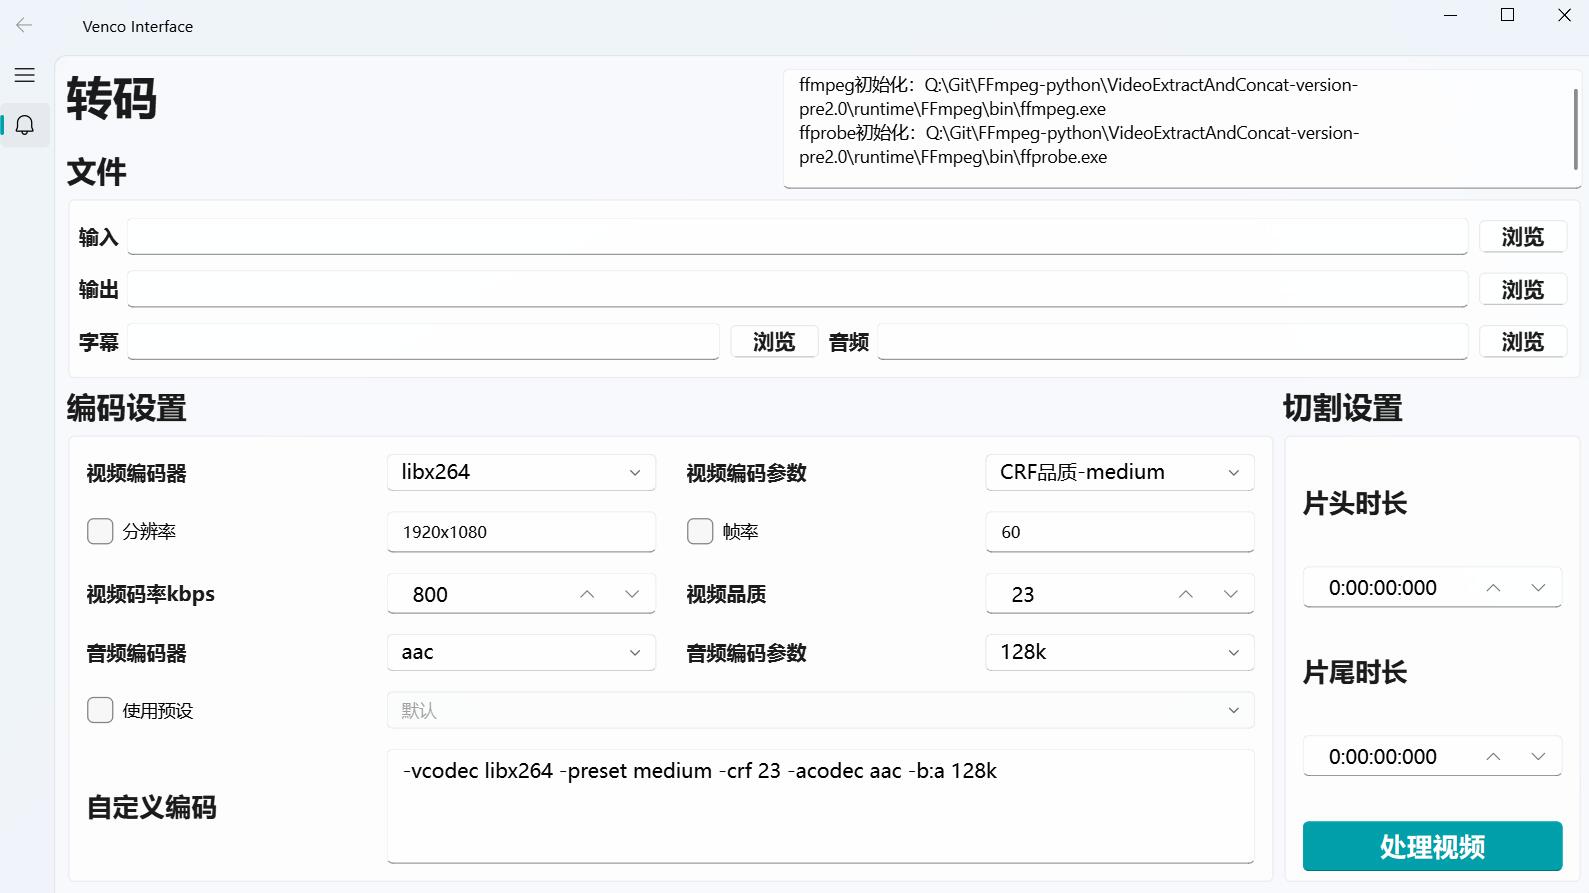 Venco Interface
转码
ffmpeg初始化：Q:\Git\FFmpeg-python\VideoExtractAndConcat-version-
pre2.0\runtime\FFmpeg\bin\ffmpeg.exe
ffprobe初始化：Q:\Git\FFmpeg-python\VideoExtractAndConcat-version-
pre2.0\runtime\FFmpeg\bin\ffprobe.exe
文件
输入 浏览
输出 浏览
字幕 浏览 音频 浏览
编码设置
视频编码器 libx264 视频编码参数 CRF品质-medium
分辨率 1920x1080 帧率 60
视频码率kbps 800 视频品质 23
音频编码器 aac 音频编码参数 128k
使用预设 默认
自定义编码 -vcodec libx264 -preset medium -crf 23 -acodec aac -b:a 128k
切割设置
片头时长
0:00:00:000
片尾时长
0:00:00:000
处理视频